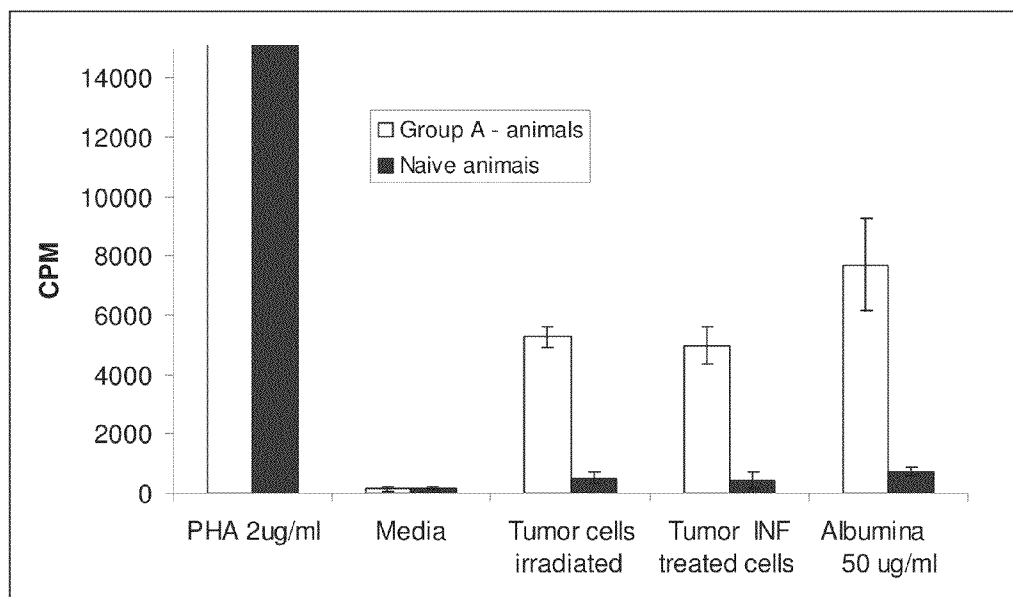 14000
12000
10000
8000
6000
4000
2000
0
CPM
Group A - animals
Naive animais
PHA 2ug/ml
Media
Tumor cells
irradiated
Tumor INF
treated cells
Albumina
50 ug/ml